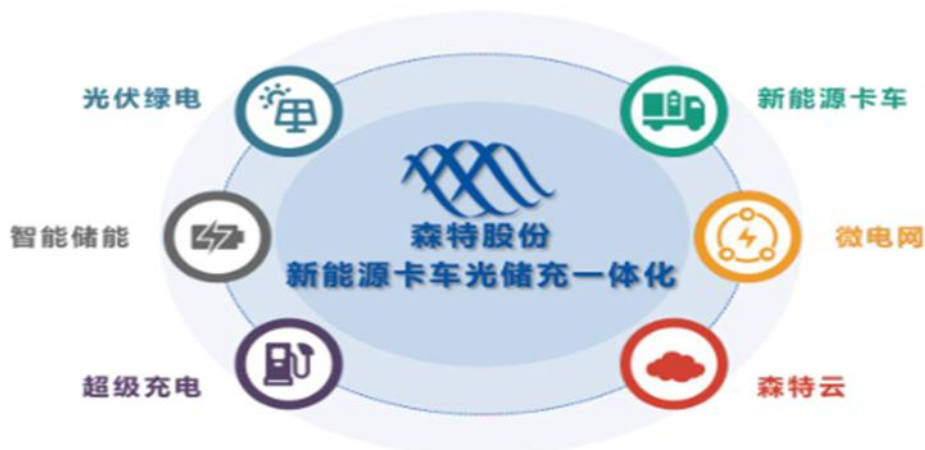 光伏绿电
新能源卡车
智能储能
森特股份
新能源卡车光储充一体化
微电网
超级充电
森特云